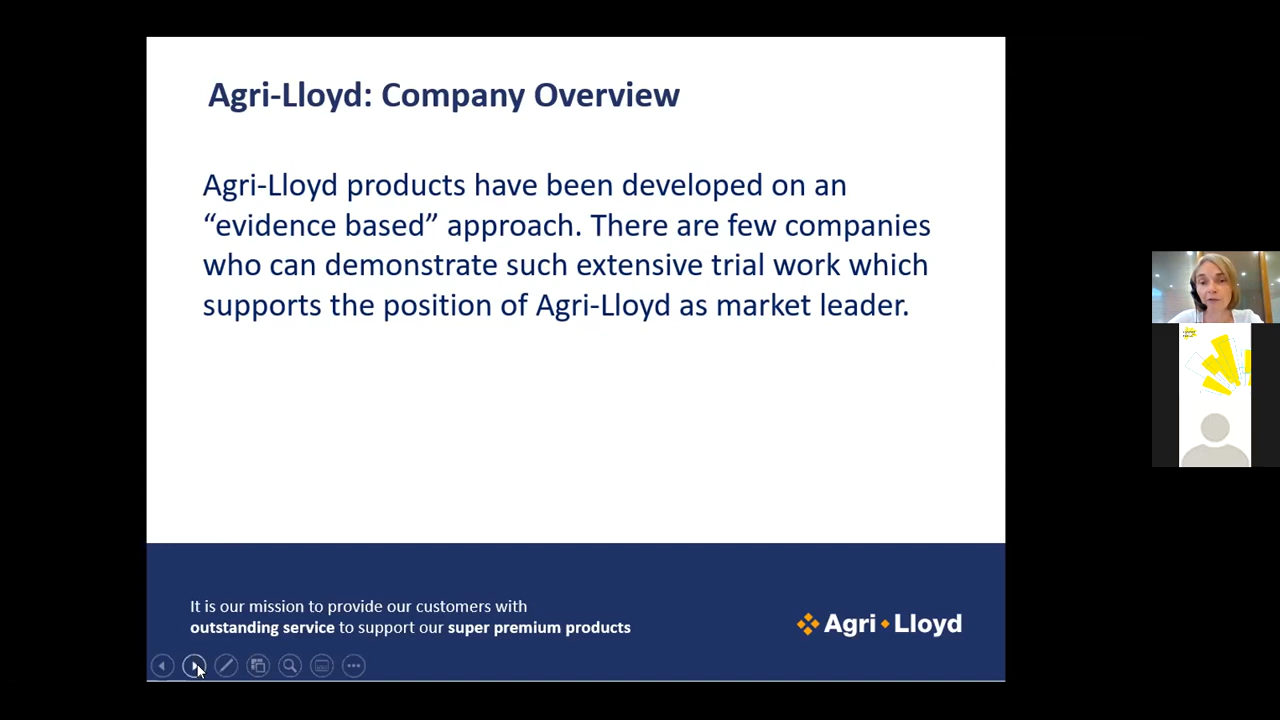 Agri-Lloyd: Company Overview
Agri-Lloyd products have been developed on an
“evidence based” approach. There are few companies
who can demonstrate such extensive trial work which
supports the position of Agri-Lloyd as market leader.
It is our mission to provide our customers with
outstanding service to support our super premium products
Agri Lloyd